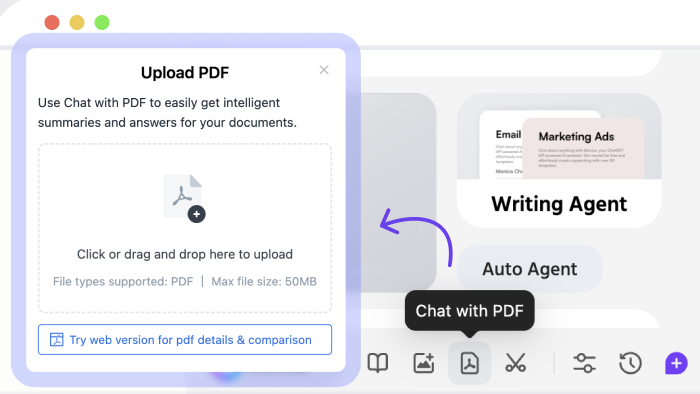 Upload PDF
Use Chat with PDF to easily get intelligent
summaries and answers for your documents.
Click or drag and drop here to upload
File types supported: PDF | Max file size: 50MB
Try web version for pdf details & comparison
Email
Marketing Ads
Monica Cha
Writing Agent
Auto Agent
Chat with PDF